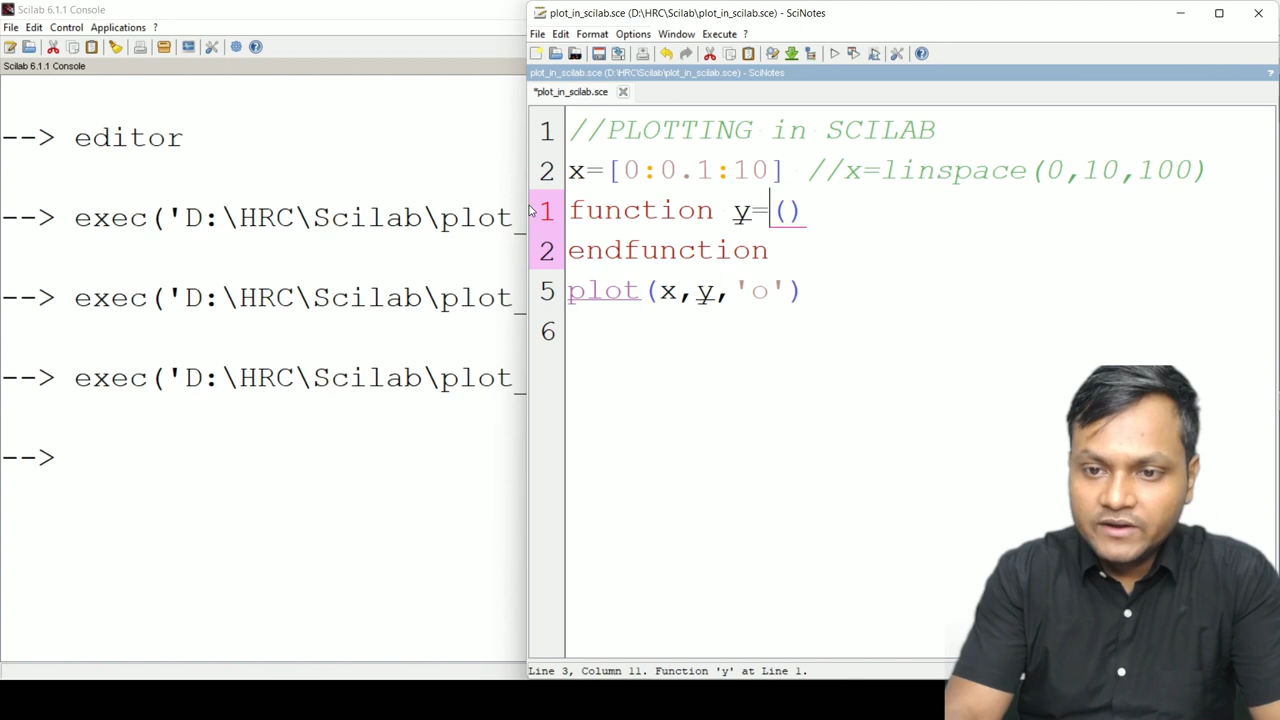 Scilab 6.1.1 Console
File Edit Control Applications ?
Scilab 6.1.1 Console
--> editor
--> exec('D:\HRC\Scilab\plot_
--> exec('D:\HRC\Scilab\plot_
--> exec('D:\HRC\Scilab\plot_
-->
plot_in_scilab.sce (D:\HRC\Scilab\plot_in_scilab.sce) - SciNotes
File Edit Format Options Window Execute ?
plot_in_scilab.sce (D:\HRC\Scilab\plot_in_scilab.sce) - SciNotes ?
*plot_in_scilab.sce
1 //PLOTTING in SCILAB
2 x=[0:0.1:10] //x=linspace(0,10,100)
1 function y=()
2 endfunction
5 plot(x,y,'o')
6
Line 3, Column 11. Function 'y' at Line 1.